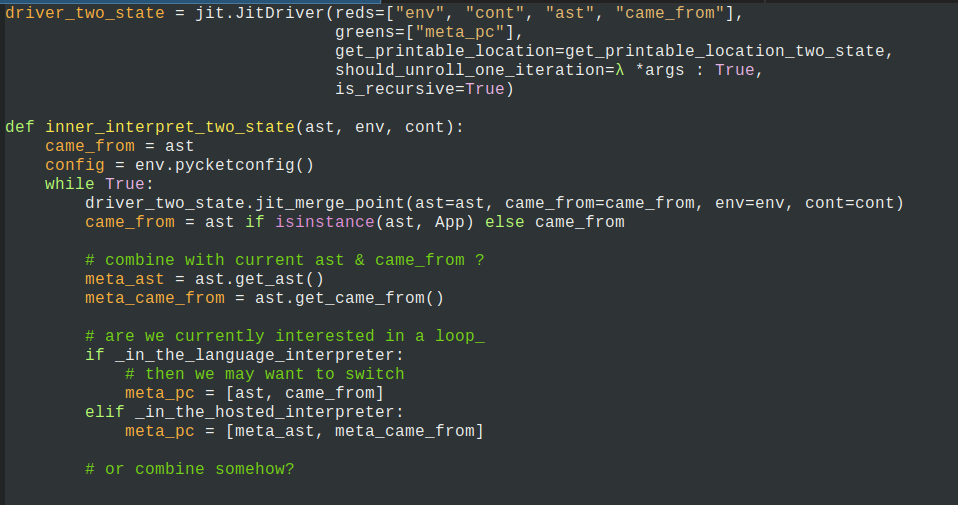 driver_two_state = jit.JitDriver(reds=["env", "cont", "ast", "came_from"],
                                 greens=["meta_pc"],
                                 get_printable_location=get_printable_location_two_state,
                                 should_unroll_one_iteration=λ *args : True,
                                 is_recursive=True)

def inner_interpret_two_state(ast, env, cont):
    came_from = ast
    config = env.pycketconfig()
    while True:
        driver_two_state.jit_merge_point(ast=ast, came_from=came_from, env=env, cont=cont)
        came_from = ast if isinstance(ast, App) else came_from

        # combine with current ast & came_from ?
        meta_ast = ast.get_ast()
        meta_came_from = ast.get_came_from()

        # are we currently interested in a loop_
        if _in_the_language_interpreter:
            # then we may want to switch
            meta_pc = [ast, came_from]
        elif _in_the_hosted_interpreter:
            meta_pc = [meta_ast, meta_came_from]

        # or combine somehow?